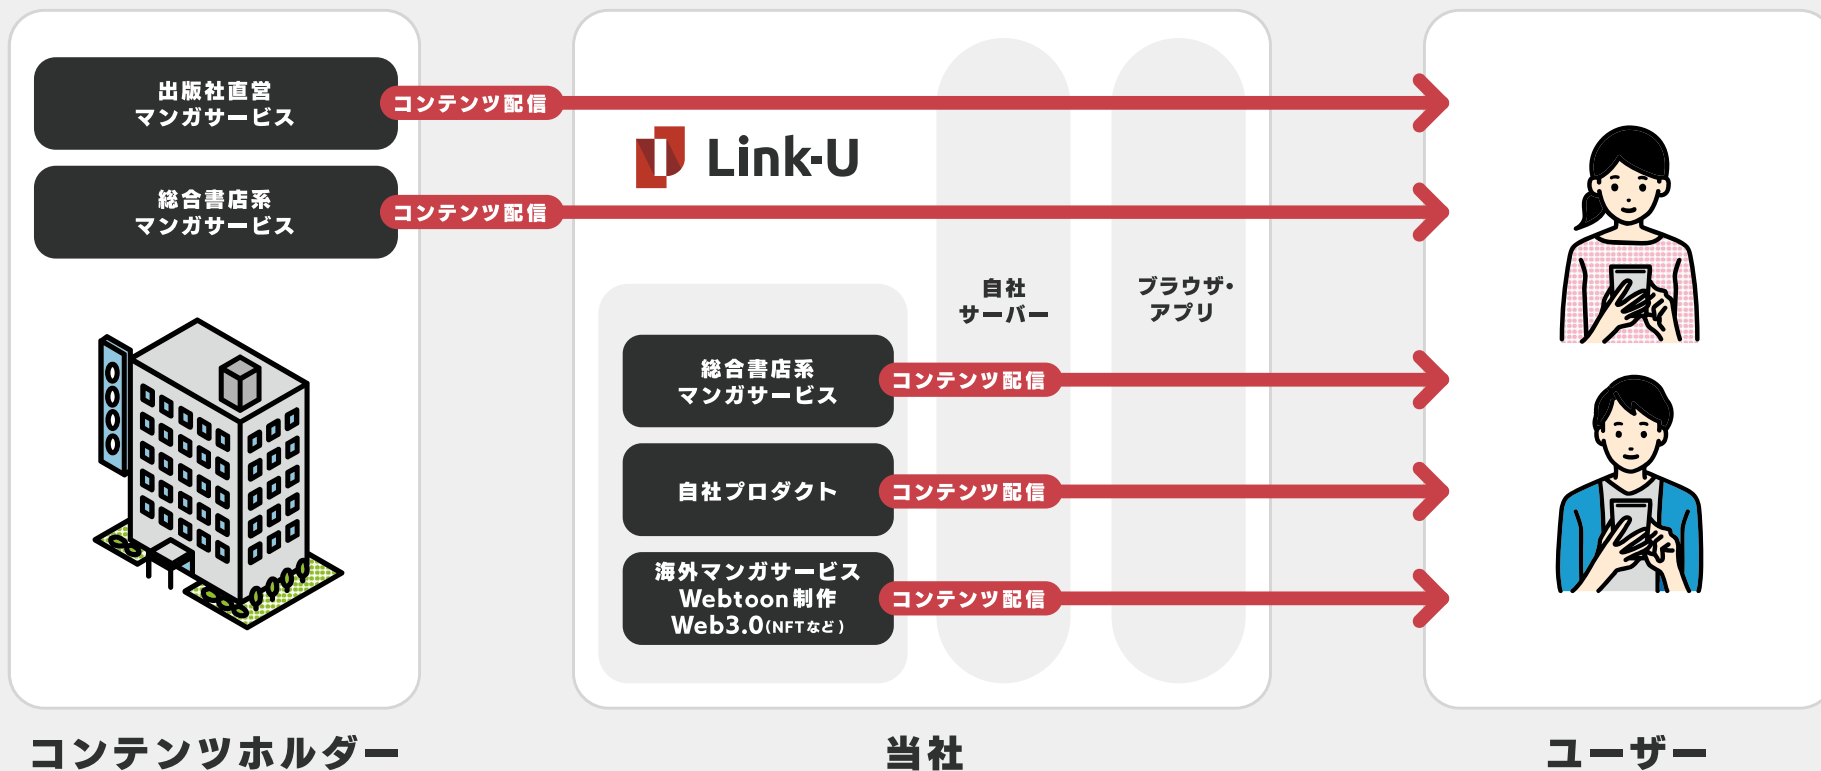 出版社直営
マンガサービス
コンテンツ配信
総合書店系
マンガサービス
コンテンツ配信
Link-U
自社
サーバー
ブラウザ・
アプリ
総合書店系
マンガサービス
コンテンツ配信
自社プロダクト
コンテンツ配信
海外マンガサービス
Webtoon制作
Web3.0(NFTなど)
コンテンツ配信
コンテンツホルダー
当社
ユーザー